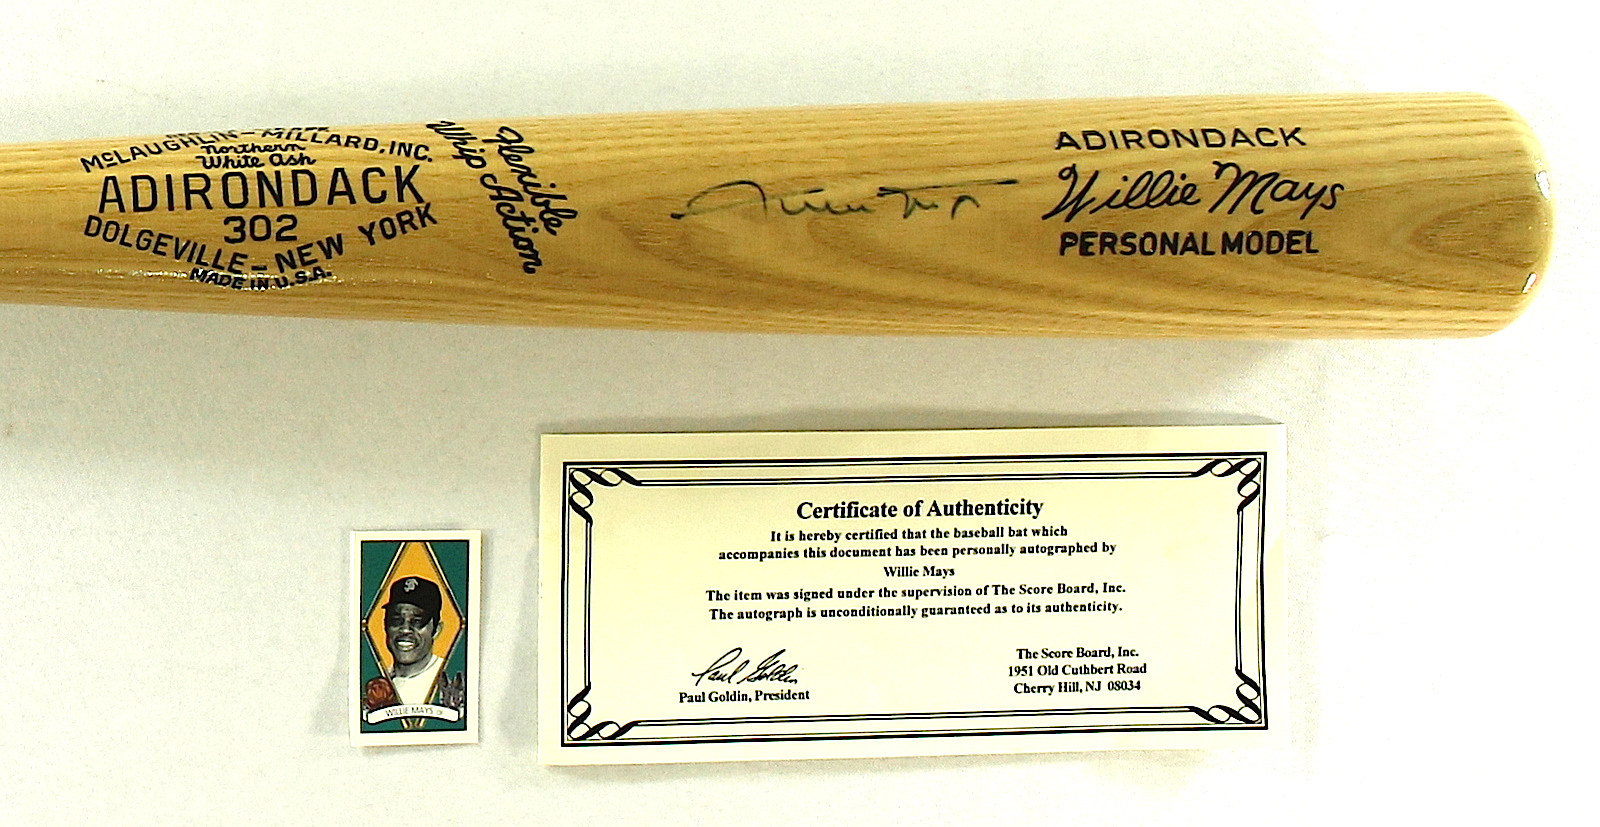 McLAUGHLIN-MILLARD, INC.
Northern
White Ash
ADIRONDACK
302
DOLGEVILLE - NEW YORK
MADE IN U.S.A.
Flexible
Whip Action
Willie Mays
ADIRONDACK
Willie Mays
PERSONAL MODEL
WILLIE MAYS
Certificate of Authenticity
It is hereby certified that the baseball bat which
accompanies this document has been personally autographed by
Willie Mays
The item was signed under the supervision of The Score Board, Inc.
The autograph is unconditionally guaranteed as to its authenticity.
Paul Goldin
Paul Goldin, President
The Score Board, Inc.
1951 Old Cuthbert Road
Cherry Hill, NJ 08034